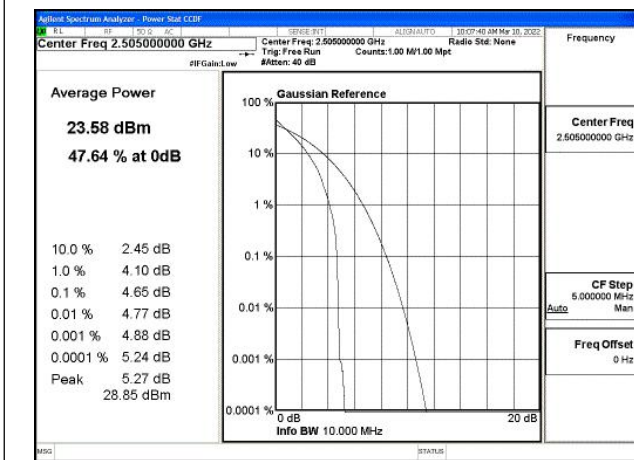 Agilent Spectrum Analyzer - Power Stat CCDF
RL RF 50 Ω AC SENSE:INT ALIGN AUTO 10:07:40 AM Mar 10, 2022
Center Freq 2.505000000 GHz
Center Freq: 2.505000000 GHz Radio Std: None
Trig: Free Run Counts:1.00 M/1.00 Mpt
#IFGain:Low #Atten: 40 dB
Frequency
Average Power
23.58 dBm
47.64 % at 0dB
10.0 % 2.45 dB
1.0 % 4.10 dB
0.1 % 4.65 dB
0.01 % 4.77 dB
0.001 % 4.88 dB
0.0001 % 5.24 dB
Peak 5.27 dB
28.85 dBm
Gaussian Reference
100 %
10 %
1 %
0.1 %
0.01 %
0.001 %
0.0001 %
0 dB 20 dB
Info BW 10.000 MHz
Center Freq
2.505000000 GHz
CF Step
5.000000 MHz
Auto Man
Freq Offset
0 Hz
MSG STATUS